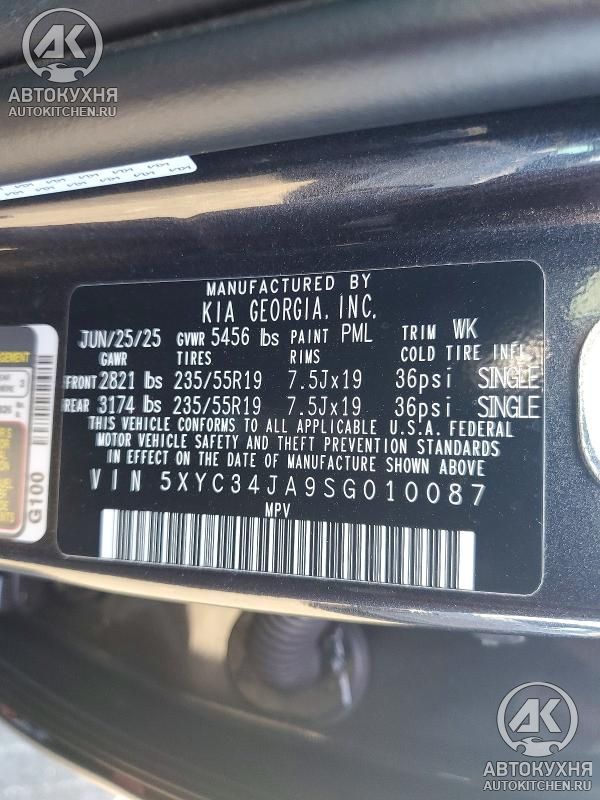 AK
АВТОКУХНЯ
AUTOKITCHEN.RU
MANUFACTURED BY
KIA GEORGIA, INC.
JUN/25/25 GVWR 5456 lbs PAINT PML TRIM WK
GAWR TIRES RIMS COLD TIRE INFL.
FRONT 2821 lbs 235/55R19 7.5Jx19 36psi SINGLE
REAR 3174 lbs 235/55R19 7.5Jx19 36psi SINGLE
THIS VEHICLE CONFORMS TO ALL APPLICABLE U.S.A. FEDERAL
MOTOR VEHICLE SAFETY AND THEFT PREVENTION STANDARDS
IN EFFECT ON THE DATE OF MANUFACTURE SHOWN ABOVE
VIN 5XYC34JA9SG010087
MPV
G100
AK
АВТОКУХНЯ
AUTOKITCHEN.RU